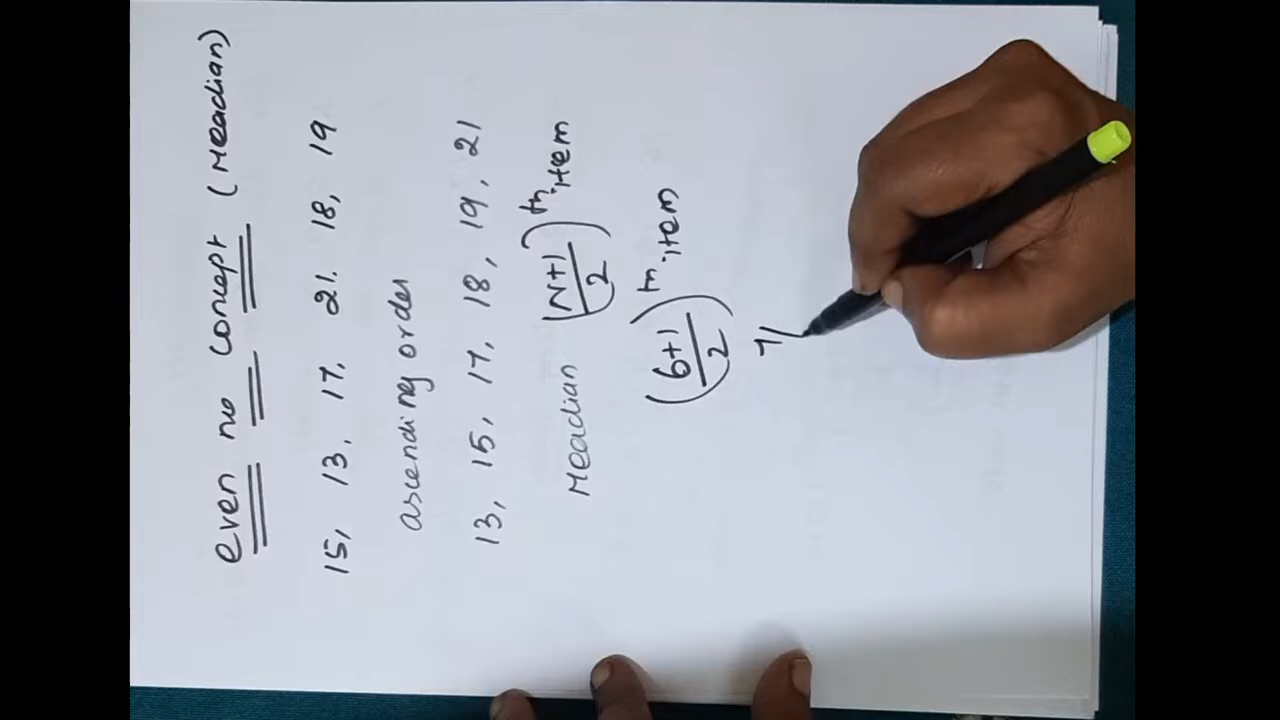 even no concept (Meadian)
15, 13, 17, 21, 18, 19
ascending order
13, 15, 17, 18, 19, 21
Meadian (N+1/2)th item
(6+1/2)th item
7/